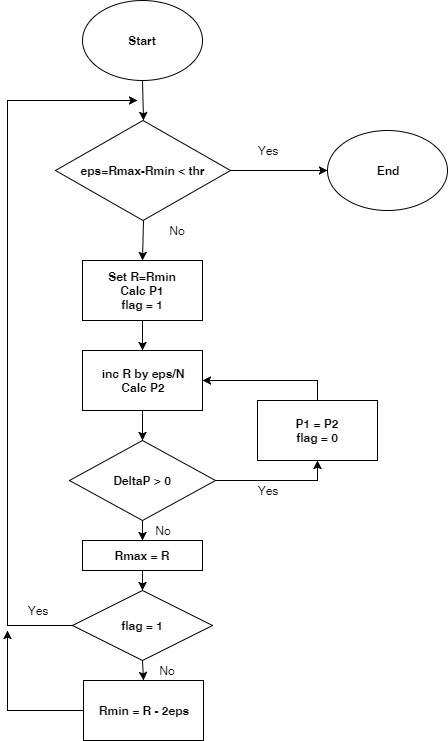 Start
eps=Rmax-Rmin < thr
Yes
End
No
Set R=Rmin
Calc P1
flag = 1
inc R by eps/N
Calc P2
P1 = P2
flag = 0
DeltaP > 0
Yes
No
Rmax = R
Yes
flag = 1
No
Rmin = R - 2eps